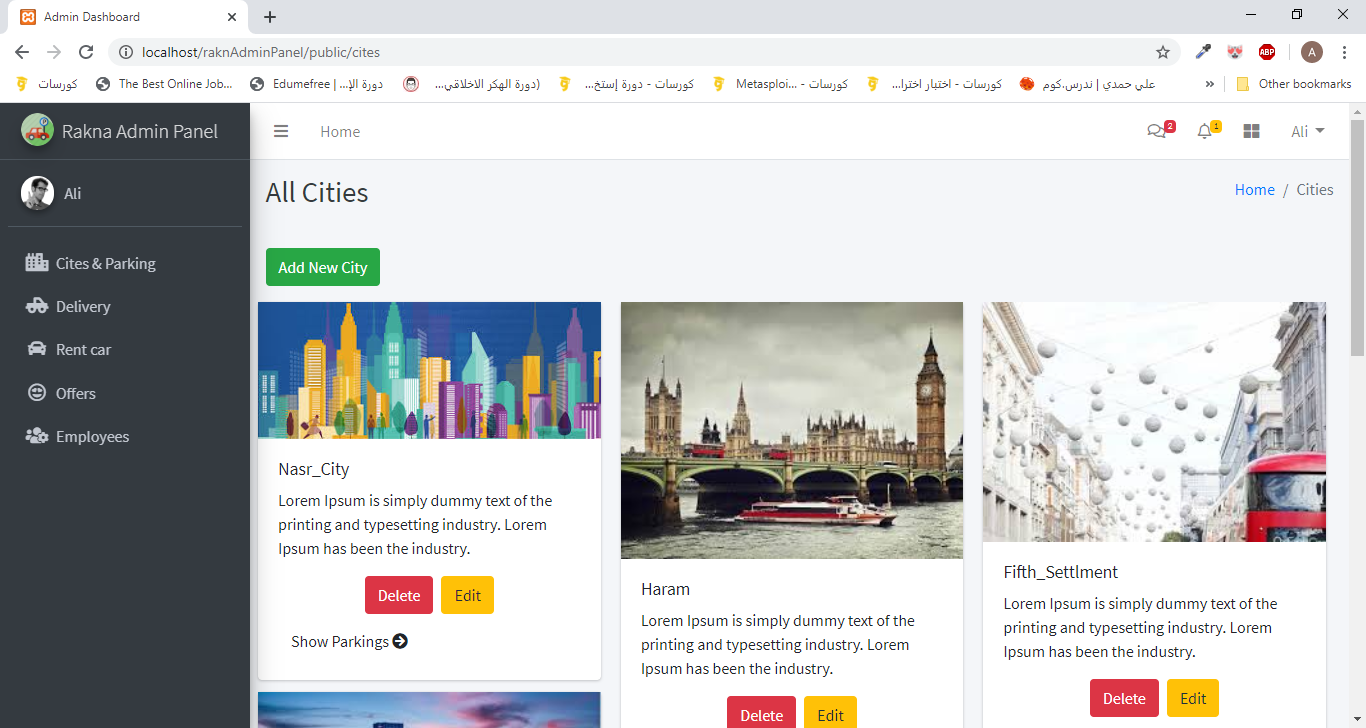 Admin Dashboard
localhost/raknAdminPanel/public/cites
A
ABP
كورسات
The Best Online Job...
Edumefree | دورة الإ...
(دورة الهكر الاخلاقي...
كورسات - دورة إستخ...
Metasploi... - كورسات
كورسات - اختبار اخترا...
علي حمدي | ندرس.كوم
»
Other bookmarks
Rakna Admin Panel
Home
2
1
Ali
Ali
All Cities
Home / Cities
Cites & Parking
Delivery
Rent car
Offers
Employees
Add New City
Nasr_City
Lorem Ipsum is simply dummy text of the
printing and typesetting industry. Lorem
Ipsum has been the industry.
Delete
Edit
Show Parkings
Haram
Lorem Ipsum is simply dummy text of the
printing and typesetting industry. Lorem
Ipsum has been the industry.
Delete
Edit
Fifth_Settlment
Lorem Ipsum is simply dummy text of the
printing and typesetting industry. Lorem
Ipsum has been the industry.
Delete
Edit